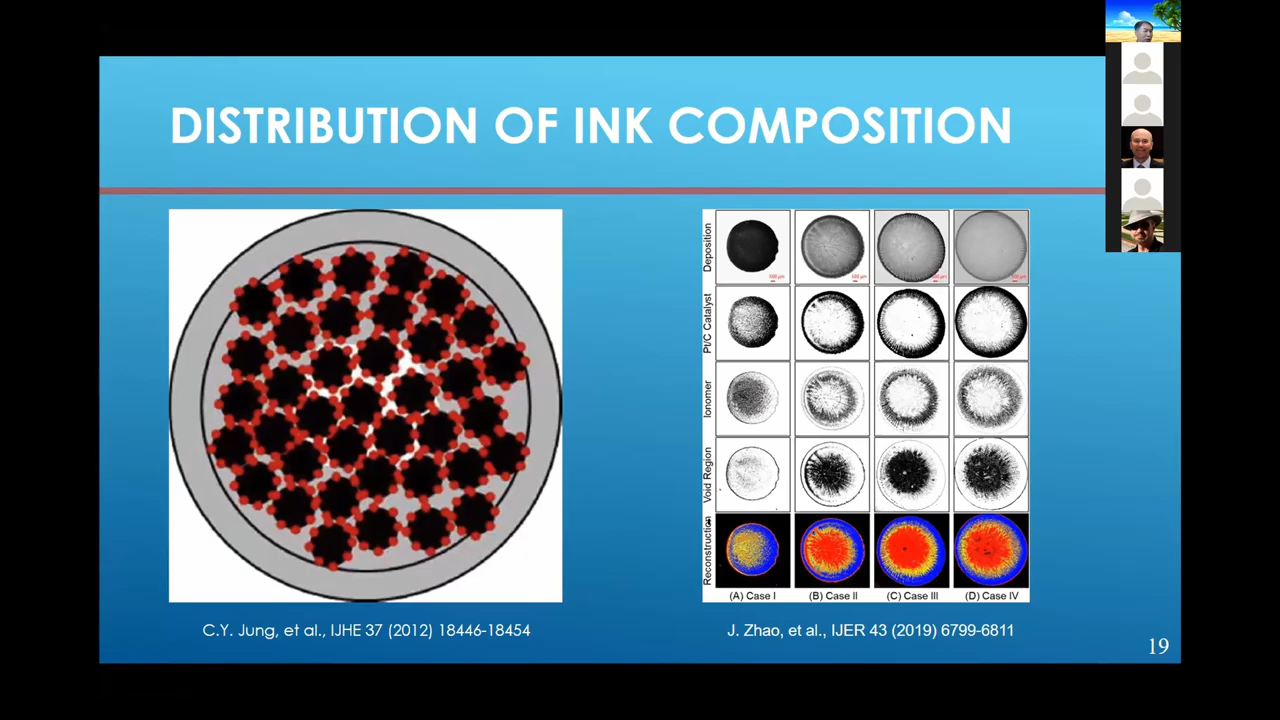 DISTRIBUTION OF INK COMPOSITION
Deposition
Pt/C Catalyst
Ionomer
Void Region
Reconstruction
(A) Case I
(B) Case II
(C) Case III
(D) Case IV
C.Y. Jung, et al., IJHE 37 (2012) 18446-18454
J. Zhao, et al., IJER 43 (2019) 6799-6811
19